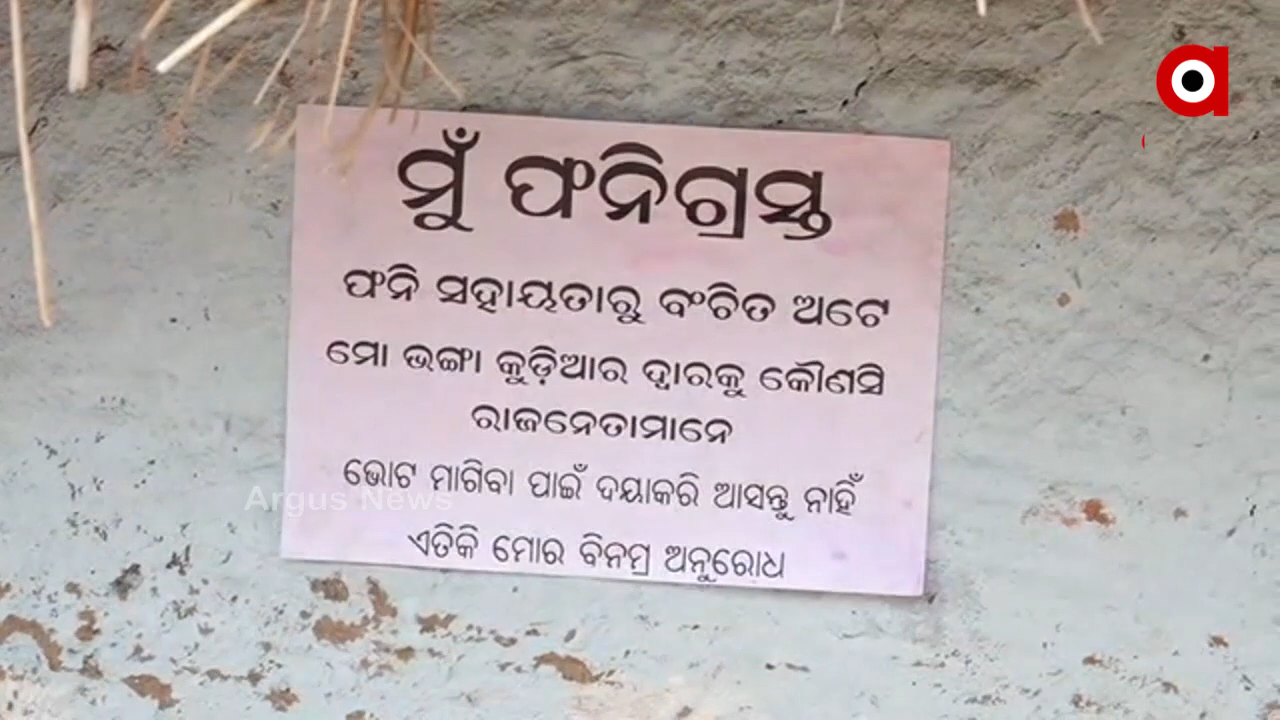 ମୁଁ ଫନିଗ୍ରସ୍ତ
ଫନି ସହାୟତାରୁ ବଂଚିତ ଅଟେ
ମୋ ଭଙ୍ଗା କୁଡ଼ିଆର ଦ୍ବାରକୁ କୌଣସି
ରାଜନେତାମାନେ
ଭୋଟ ମାଗିବା ପାଇଁ ଦୟାକରି ଆସନ୍ତୁ ନାହିଁ
ଏତିକି ମୋର ବିନମ୍ର ଅନୁରୋଧ
Argus News
a